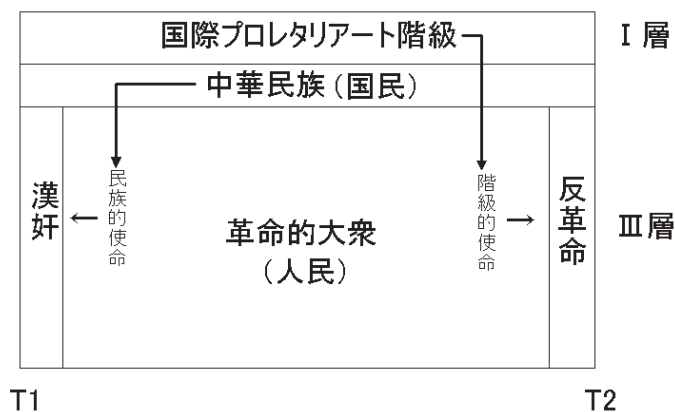 国際プロレタリアート階級
Ⅰ層
中華民族（国民）
漢奸
←
民族的使命
革命的大衆
（人民）
階級的使命
→
反革命
Ⅲ層
T1
T2